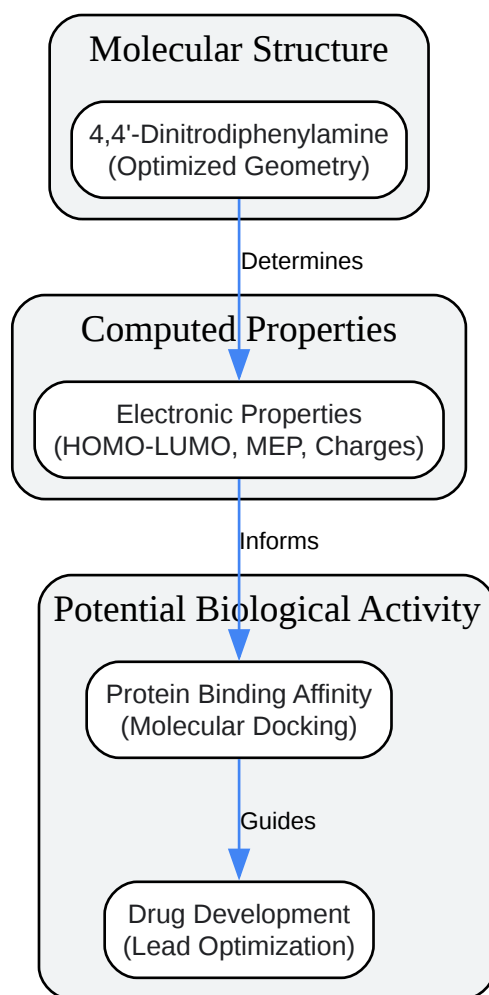 Molecular Structure
4,4'-Dinitrodiphenylamine
(Optimized Geometry)
Determines
Computed Properties
Electronic Properties
(HOMO-LUMO, MEP, Charges)
Informs
Potential Biological Activity
Protein Binding Affinity
(Molecular Docking)
Guides
Drug Development
(Lead Optimization)